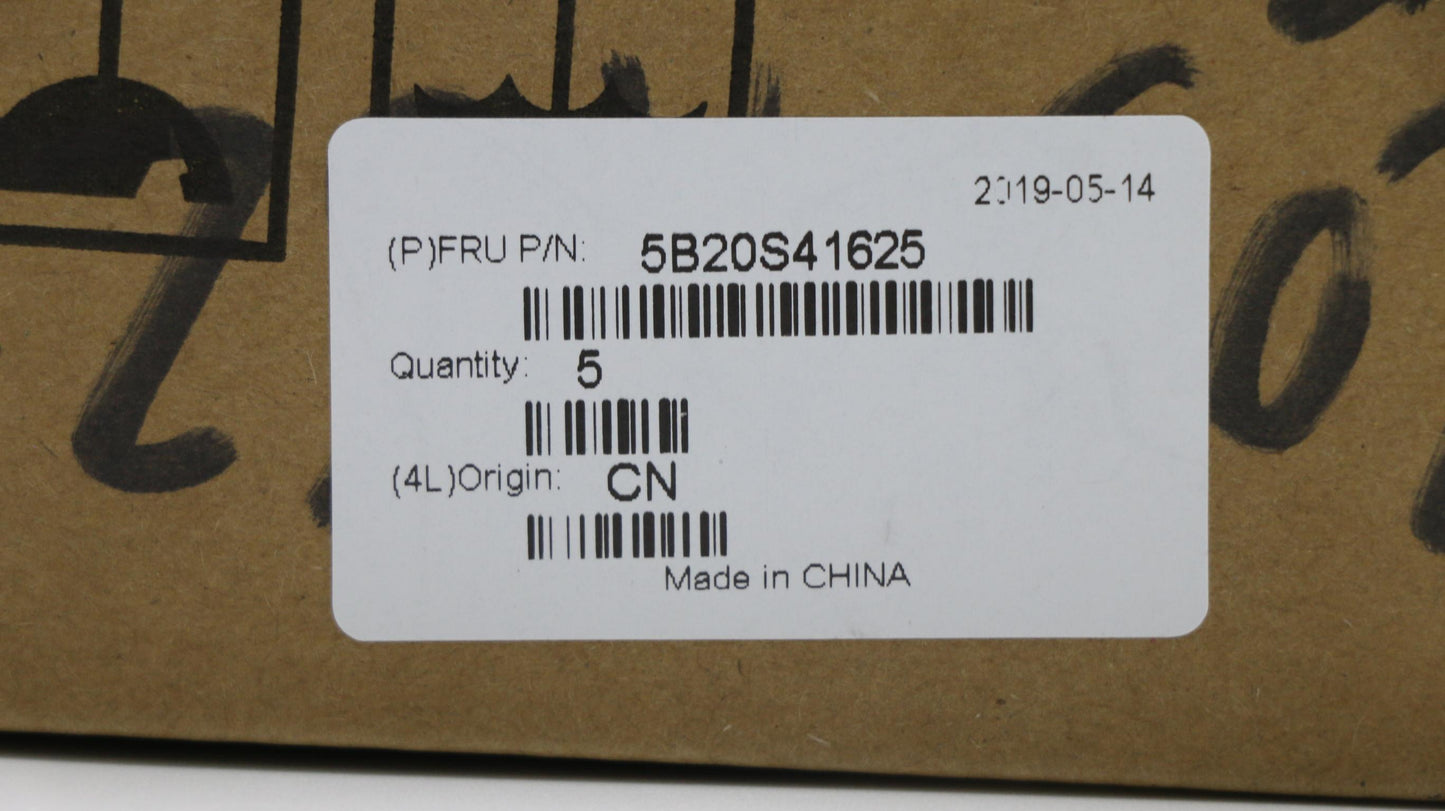 2019-05-14
(P)FRU P/N: 5B20S41625
Quantity: 5
(4L)Origin: CN
Made in CHINA